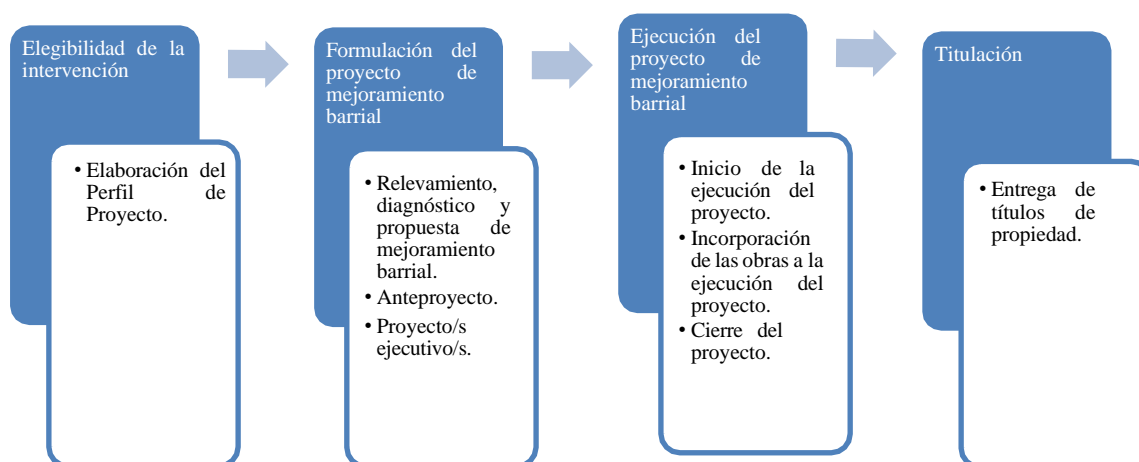 Elegibilidad de la
intervención
• Elaboración del
Perfil de
Proyecto.
Formulación del
proyecto de
mejoramiento
barrial
• Relevamiento,
diagnóstico y
propuesta de
mejoramiento
barrial.
• Anteproyecto.
• Proyecto/s
ejecutivo/s.
Ejecución del
proyecto de
mejoramiento
barrial
• Inicio de la
ejecución del
proyecto.
• Incorporación
de las obras a la
ejecución del
proyecto.
• Cierre del
proyecto.
Titulación
• Entrega de
títulos de
propiedad.